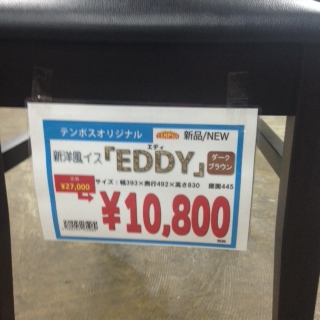 テンポスオリジナル
TEMPOS 新品/NEW
エディ
新洋風イス『EDDY』
ダーク
ブラウン
サイズ：幅393×奥行492×高さ830 座面445
¥27,000
¥10,800